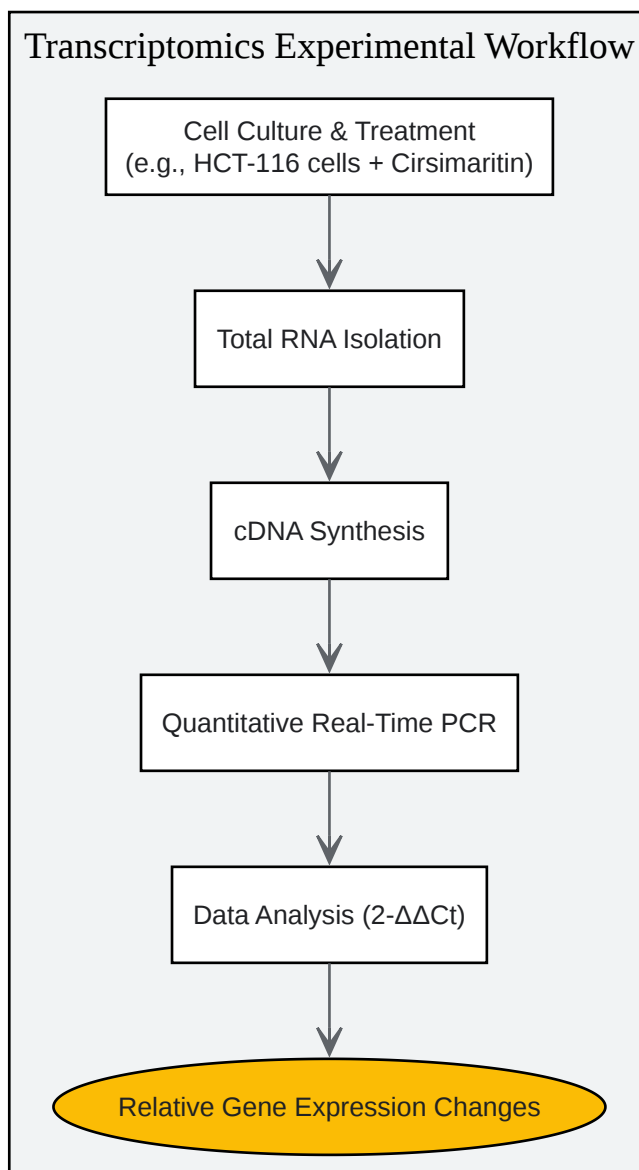 Transcriptomics Experimental Workflow
Cell Culture & Treatment
(e.g., HCT-116 cells + Cirsimaritin)
Total RNA Isolation
cDNA Synthesis
Quantitative Real-Time PCR
Data Analysis (2-ΔΔCt)
Relative Gene Expression Changes